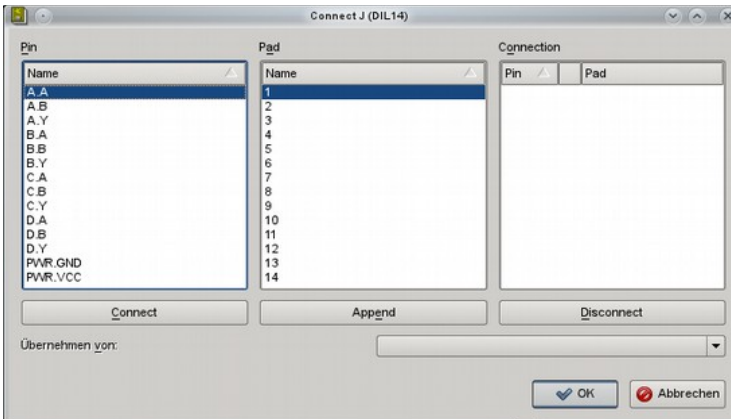 Connect J (DIL14)
Pin
Name
A.A
A.B
A.Y
B.A
B.B
B.Y
C.A
C.B
C.Y
D.A
D.B
D.Y
PWR.GND
PWR.VCC
Connect
Pad
Name
1
2
3
4
5
6
7
8
9
10
11
12
13
14
Append
Connection
Pin Pad
Disconnect
Übernehmen von:
OK Abbrechen